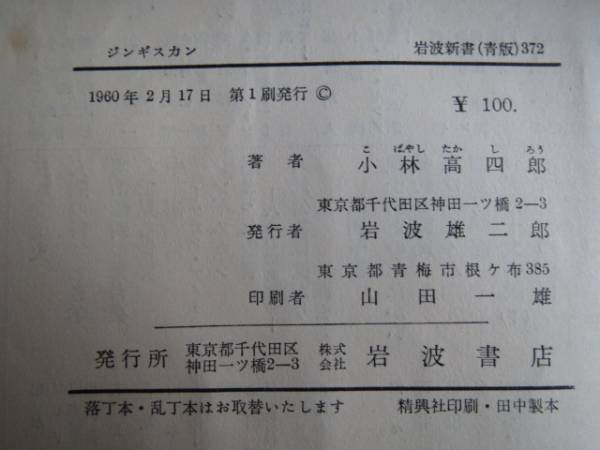 ジンギスカン 岩波新書(青版)372
1960年2月17日 第1刷発行 ©
¥ 100.
こ ばやし たか し ろう
著者 小林高四郎
東京都千代田区神田一ツ橋2—3
発行者 岩波雄二郎
東京都青梅市根ヶ布385
印刷者 山田一雄
発行所 東京都千代田区神田一ツ橋2—3 株式会社 岩波書店
落丁本・乱丁本はお取替いたします 精興社印刷・田中製本